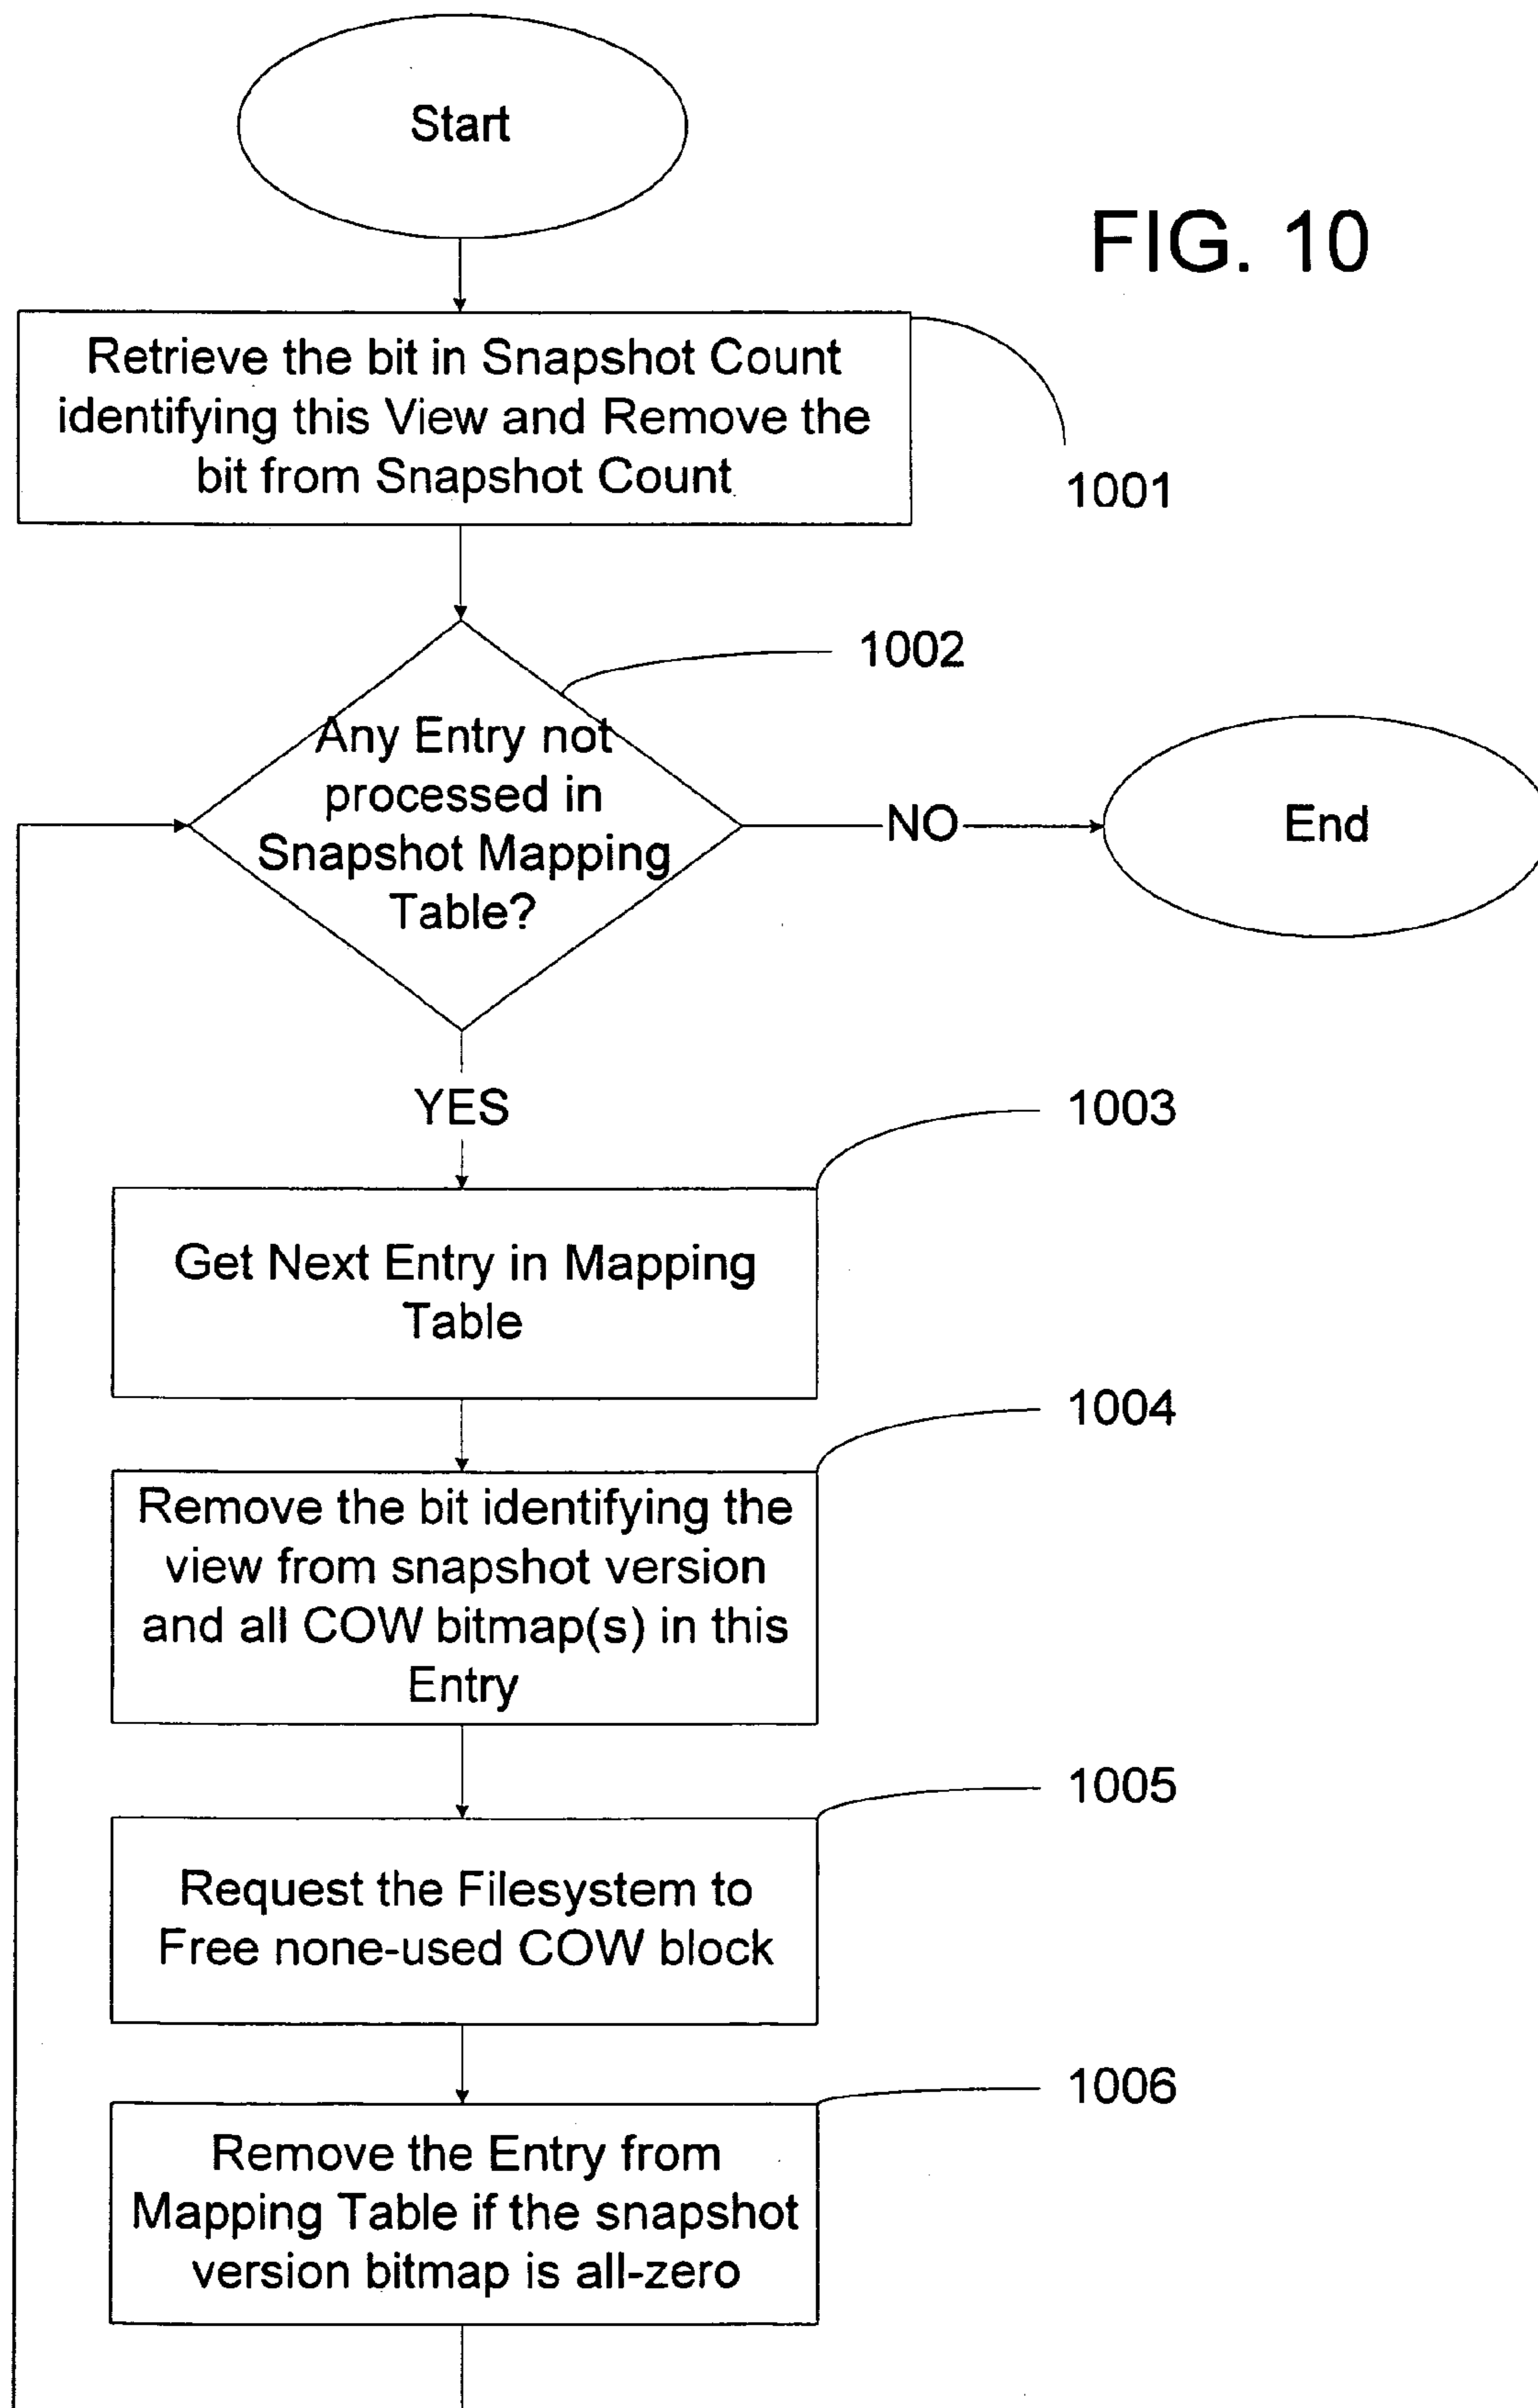 Start
FIG. 10
Retrieve the bit in Snapshot Count
identifying this View and Remove the
bit from Snapshot Count
1001
1002
Any Entry not
processed in
Snapshot Mapping
Table?
NO
End
YES
1003
Get Next Entry in Mapping
Table
1004
Remove the bit identifying the
view from snapshot version
and all COW bitmap(s) in this
Entry
1005
Request the Filesystem to
Free none-used COW block
1006
Remove the Entry from
Mapping Table if the snapshot
version bitmap is all-zero